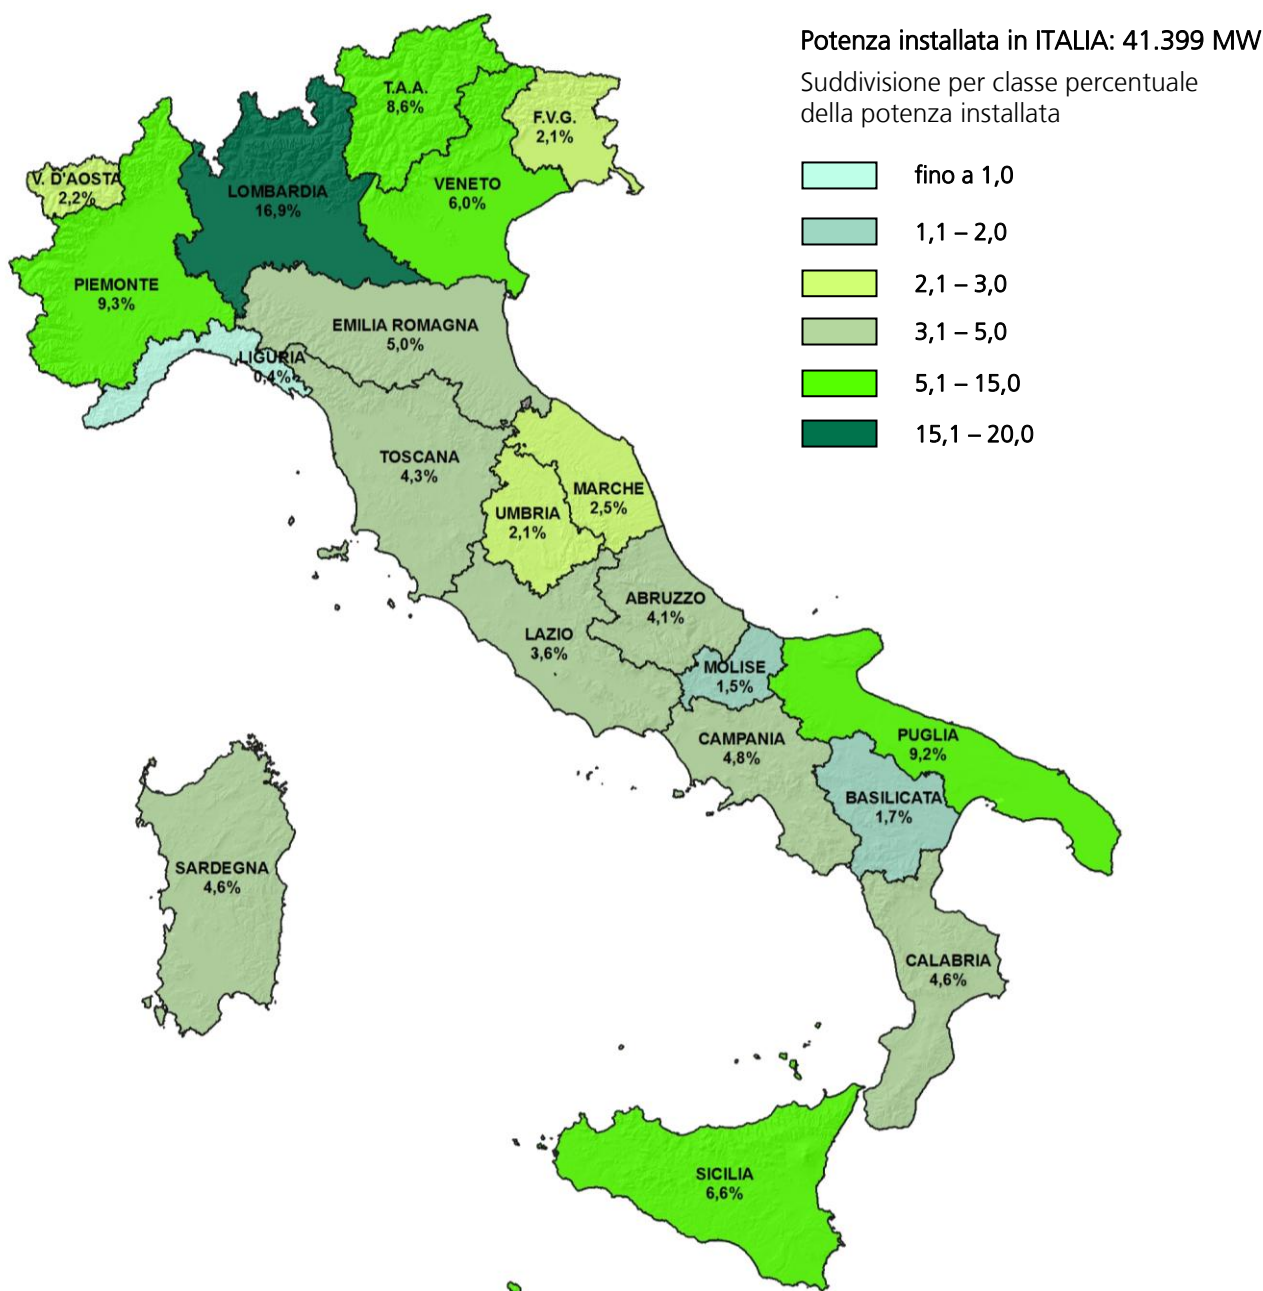 Potenza installata in ITALIA: 41.399 MW
Suddivisione per classe percentuale
della potenza installata
fino a 1,0
1,1 – 2,0
2,1 – 3,0
3,1 – 5,0
5,1 – 15,0
15,1 – 20,0
T.A.A.
8,6%
F.V.G.
2,1%
V. D'AOSTA
2,2%
LOMBARDIA
16,9%
VENETO
6,0%
PIEMONTE
9,3%
EMILIA ROMAGNA
5,0%
LIGURIA
0,4%
TOSCANA
4,3%
MARCHE
2,5%
UMBRIA
2,1%
ABRUZZO
4,1%
LAZIO
3,6%
MOLISE
1,5%
CAMPANIA
4,8%
PUGLIA
9,2%
BASILICATA
1,7%
SARDEGNA
4,6%
CALABRIA
4,6%
SICILIA
6,6%